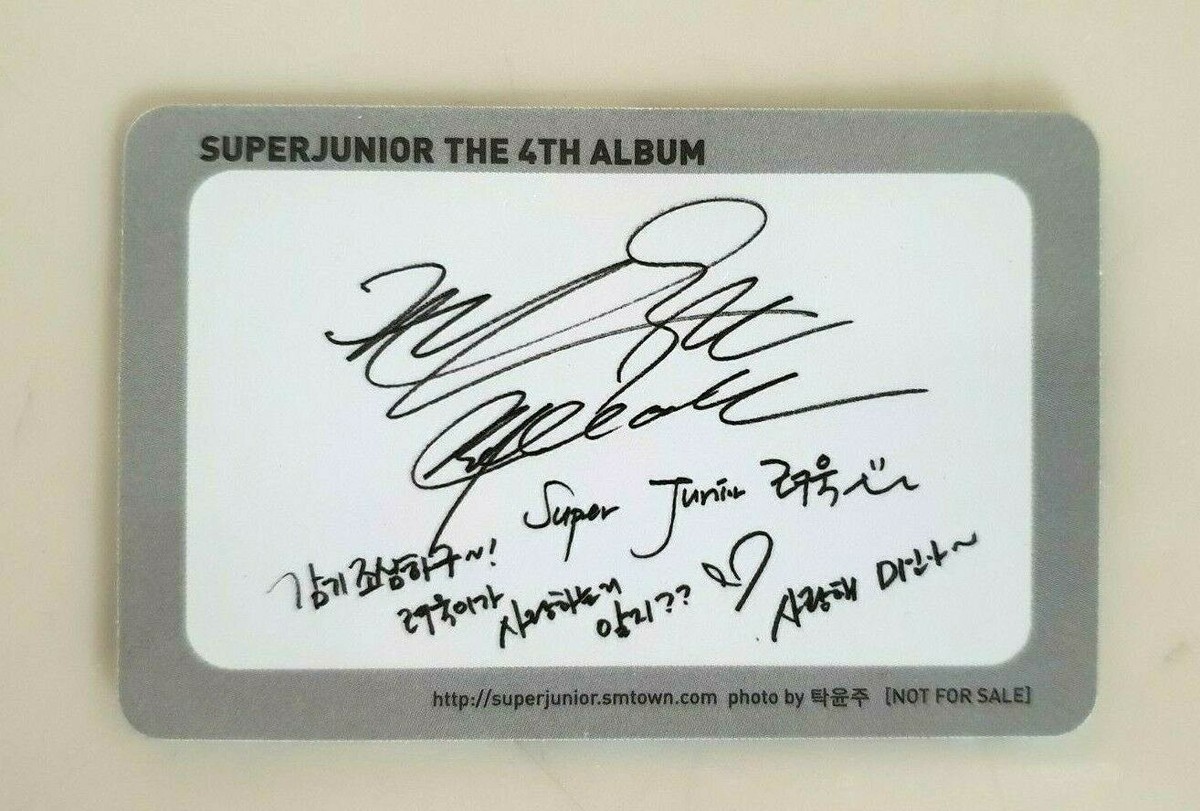 SUPERJUNIOR THE 4TH ALBUM
Super Junior 려욱
감기 조심하구~!
려욱이가 사랑하는거 알지?? ♡
사랑해 미안~
http://superjunior.smtown.com photo by 탁윤주 [NOT FOR SALE]